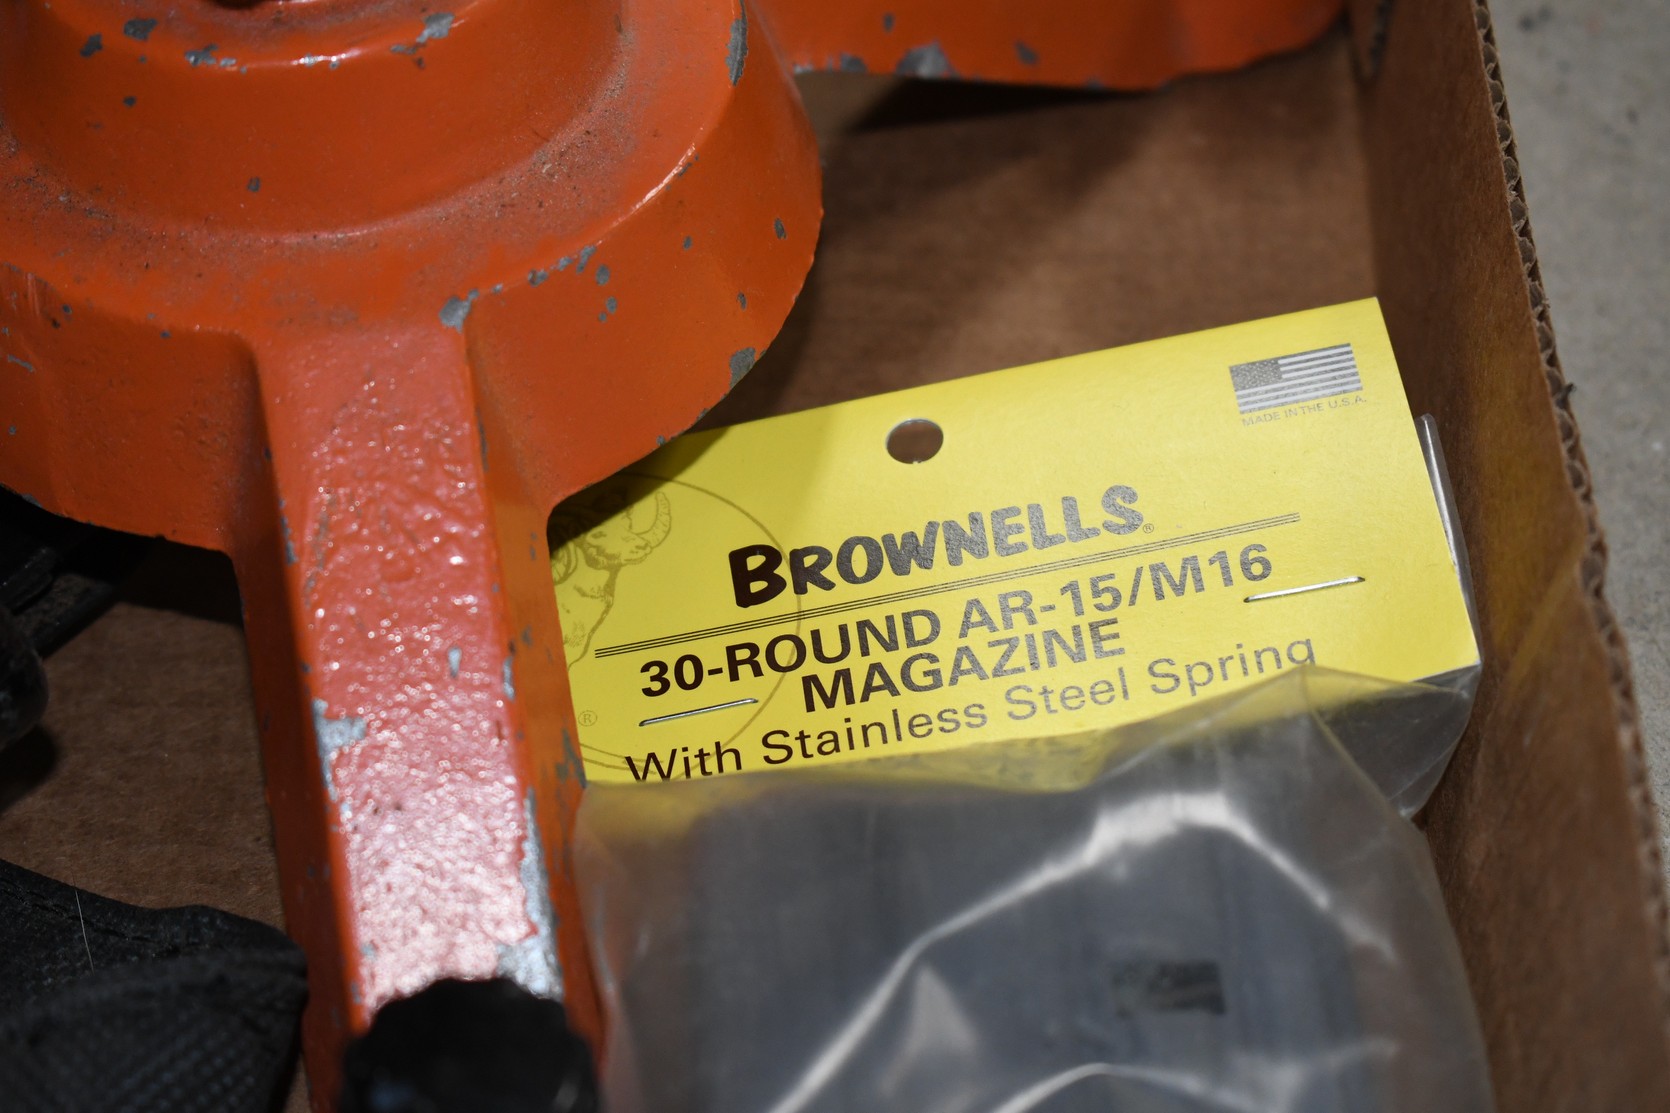 MADE IN THE U.S.A.
BROWNELLS®
30-ROUND AR-15/M16
MAGAZINE
With Stainless Steel Spring
®